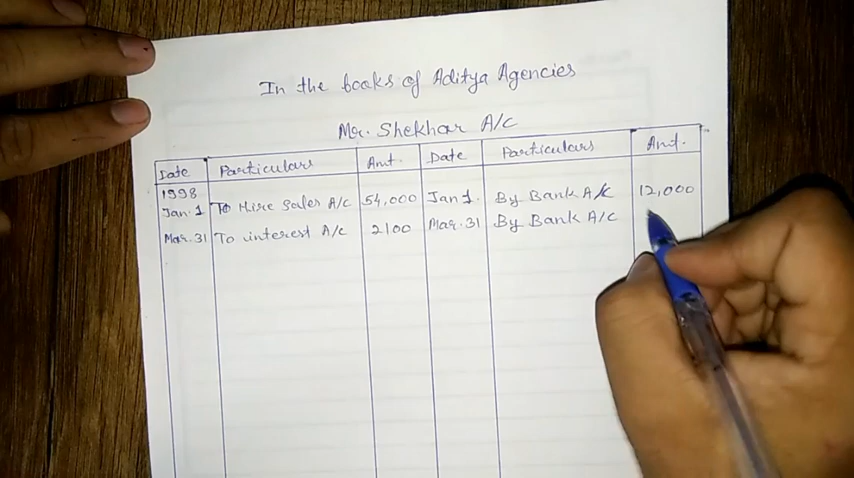 In the books of Aditya Agencies
Mr. Shekhar A/c
Date Particulars Amt. Date Particulars Amt.
1998
Jan. 1 To Hire Sales A/c 54,000 Jan 1. By Bank A/c 12,000
Mar. 31 To interest A/c 2100 Mar. 31 By Bank A/c